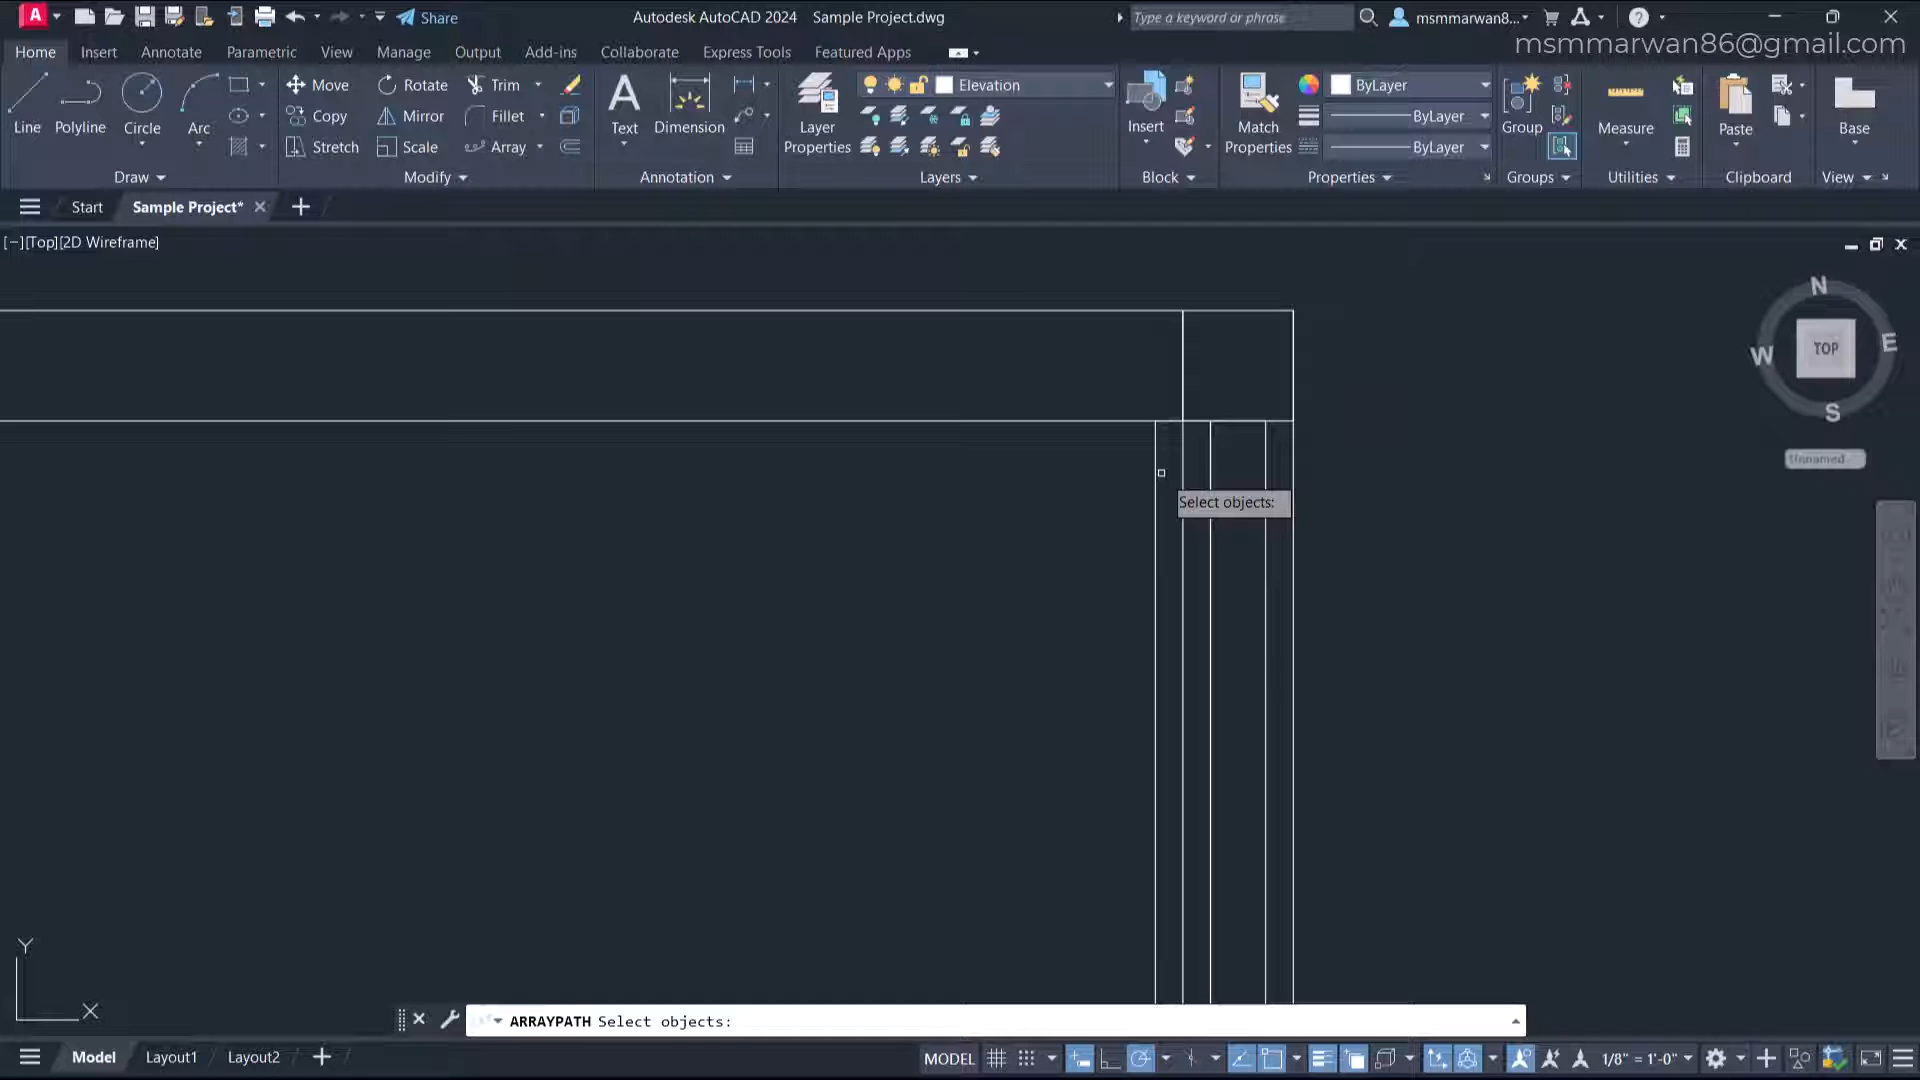 Share
Autodesk AutoCAD 2024 Sample Project.dwg
Type a keyword or phrase
msmmarwan8...
msmmarwan86@gmail.com
Home Insert Annotate Parametric View Manage Output Add-ins Collaborate Express Tools Featured Apps
Line Polyline Circle Arc
Move Rotate Trim
Copy Mirror Fillet
Stretch Scale Array
Text Dimension
Layer Properties
Elevation
Insert
Match Properties
ByLayer
ByLayer
ByLayer
Group
Measure
Paste
Base
Draw Modify Annotation Layers Block Properties Groups Utilities Clipboard View
Start Sample Project*
[−][Top][2D Wireframe]
N
W TOP E
S
Unnamed
Select objects:
Y
X
ARRAYPATH Select objects:
Model Layout1 Layout2
MODEL
1/8" = 1'-0"